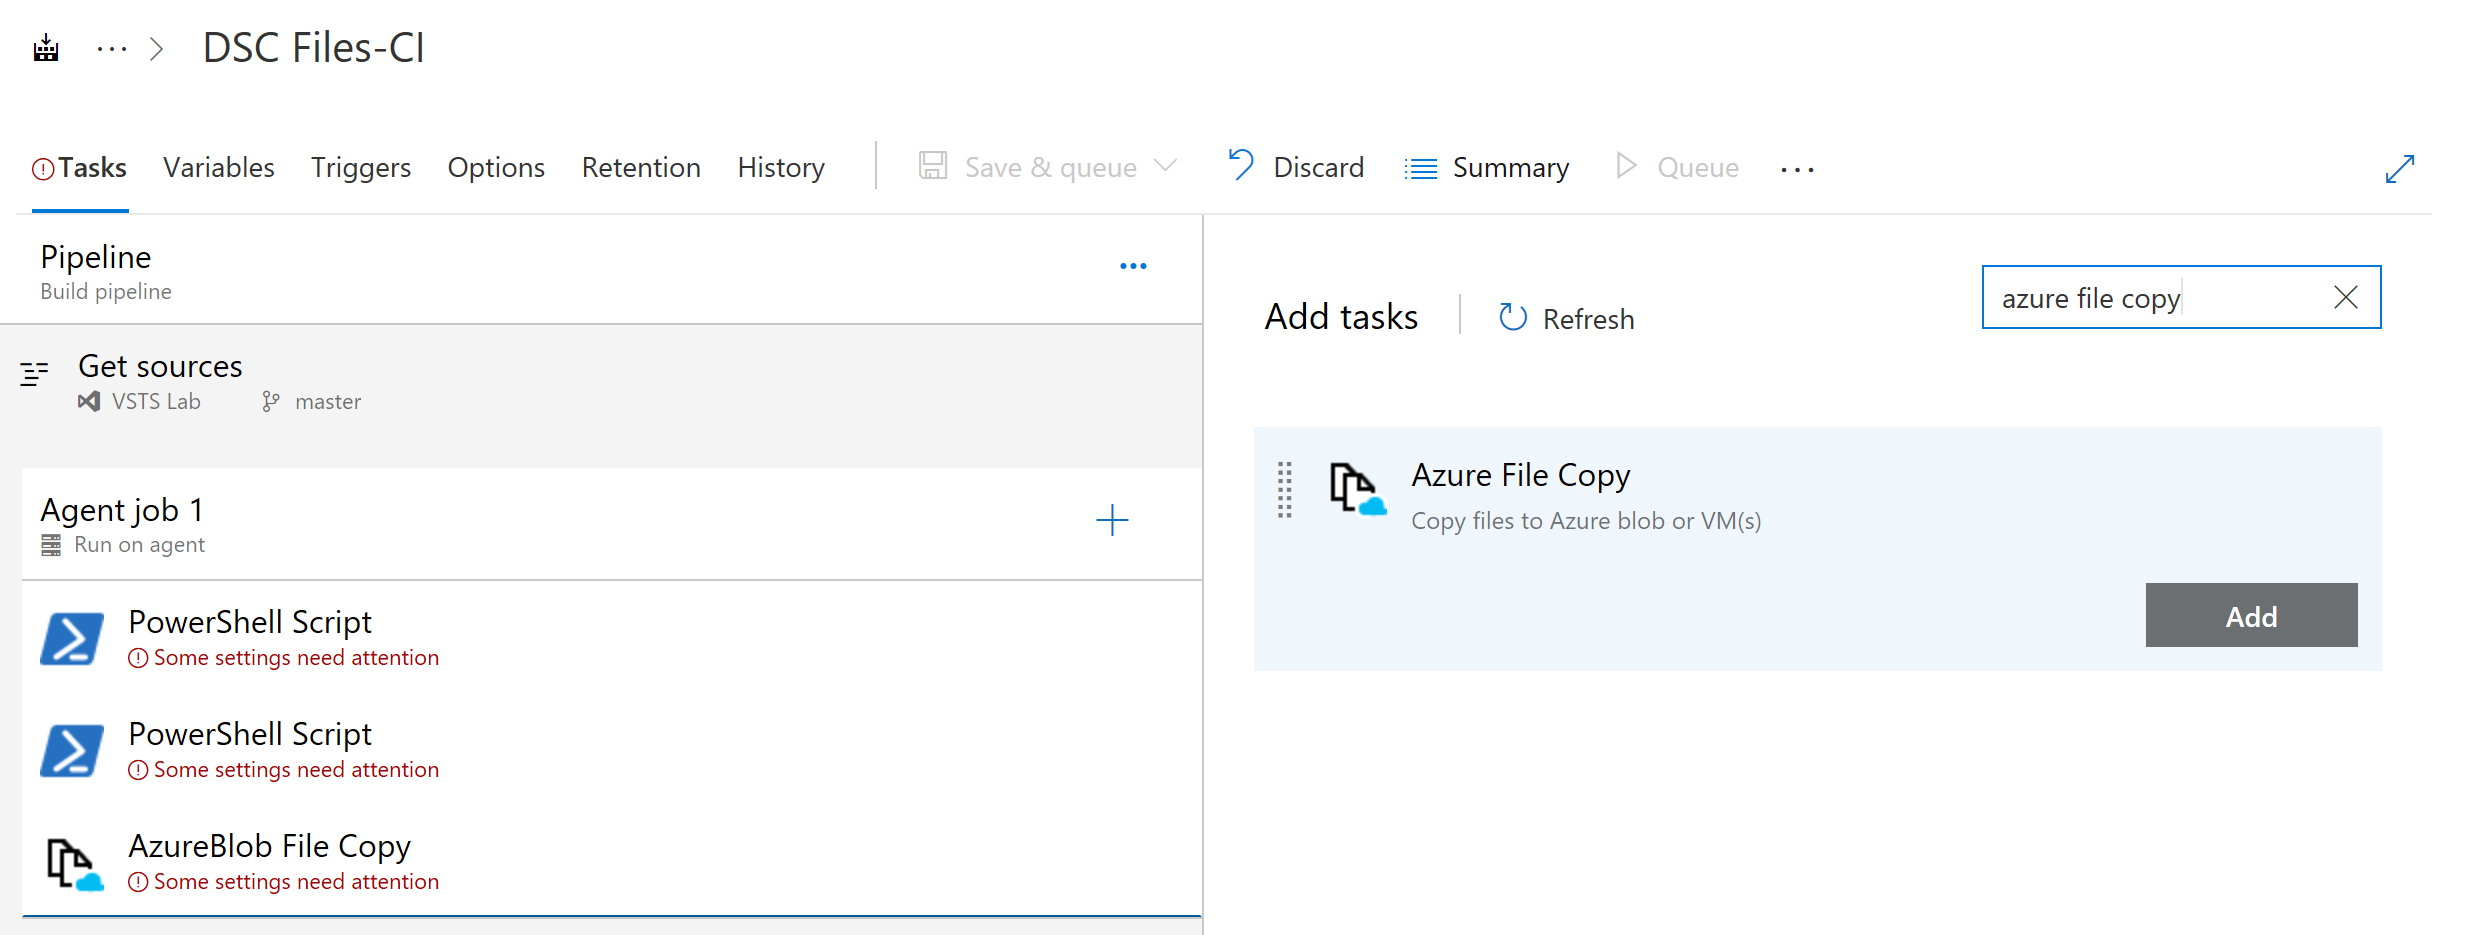 DSC Files-CI
Tasks Variables Triggers Options Retention History Save & queue Discard Summary Queue
Pipeline
Build pipeline
Get sources
VSTS Lab master
Agent job 1
Run on agent
PowerShell Script
Some settings need attention
PowerShell Script
Some settings need attention
AzureBlob File Copy
Some settings need attention
Add tasks Refresh azure file copy
Azure File Copy
Copy files to Azure blob or VM(s)
Add